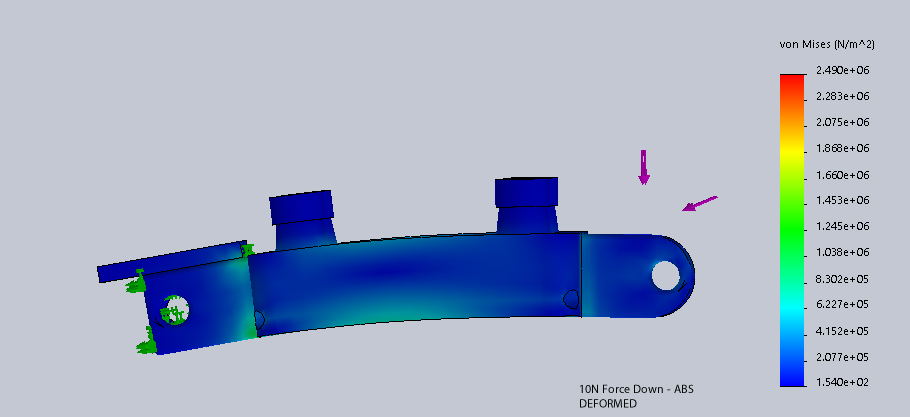 von Mises (N/m^2)
2.490e+06
2.283e+06
2.075e+06
1.868e+06
1.660e+06
1.453e+06
1.245e+06
1.038e+06
8.302e+05
6.227e+05
4.152e+05
2.077e+05
1.540e+02
10N Force Down - ABS
DEFORMED